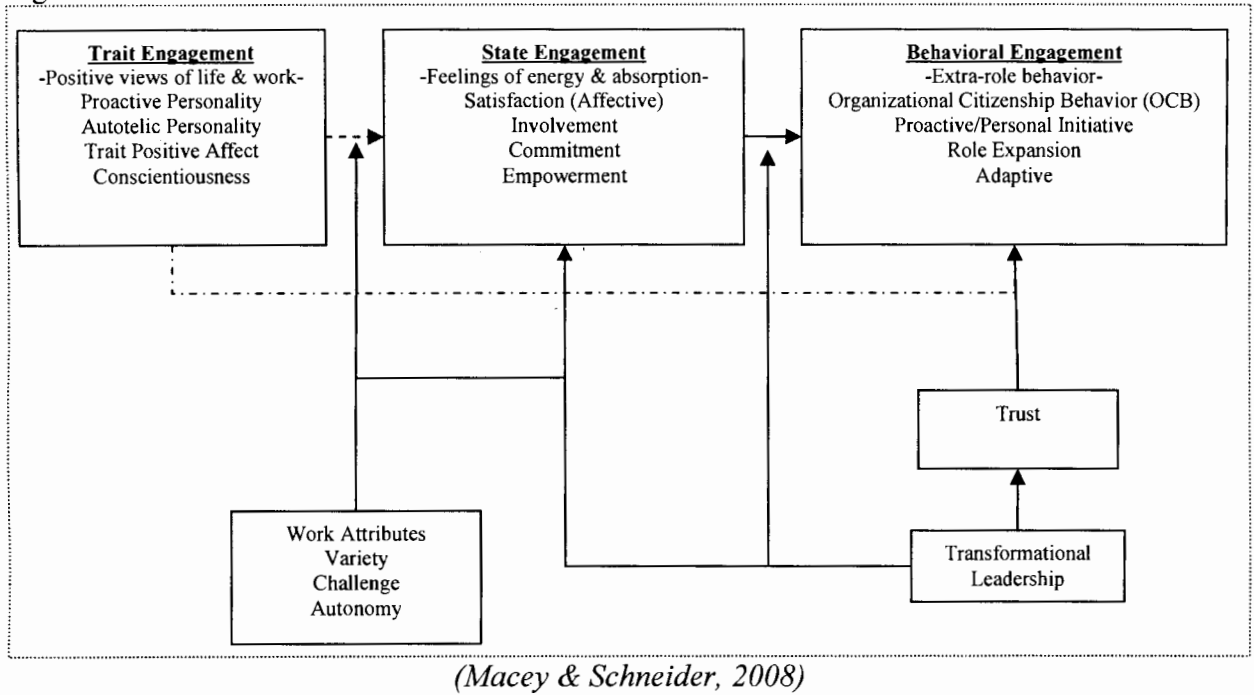 Trait Engagement
-Positive views of life & work-
Proactive Personality
Autotelic Personality
Trait Positive Affect
Conscientiousness
State Engagement
-Feelings of energy & absorption-
Satisfaction (Affective)
Involvement
Commitment
Empowerment
Behavioral Engagement
-Extra-role behavior-
Organizational Citizenship Behavior (OCB)
Proactive/Personal Initiative
Role Expansion
Adaptive
Trust
Work Attributes
Variety
Challenge
Autonomy
Transformational
Leadership
(Macey & Schneider, 2008)